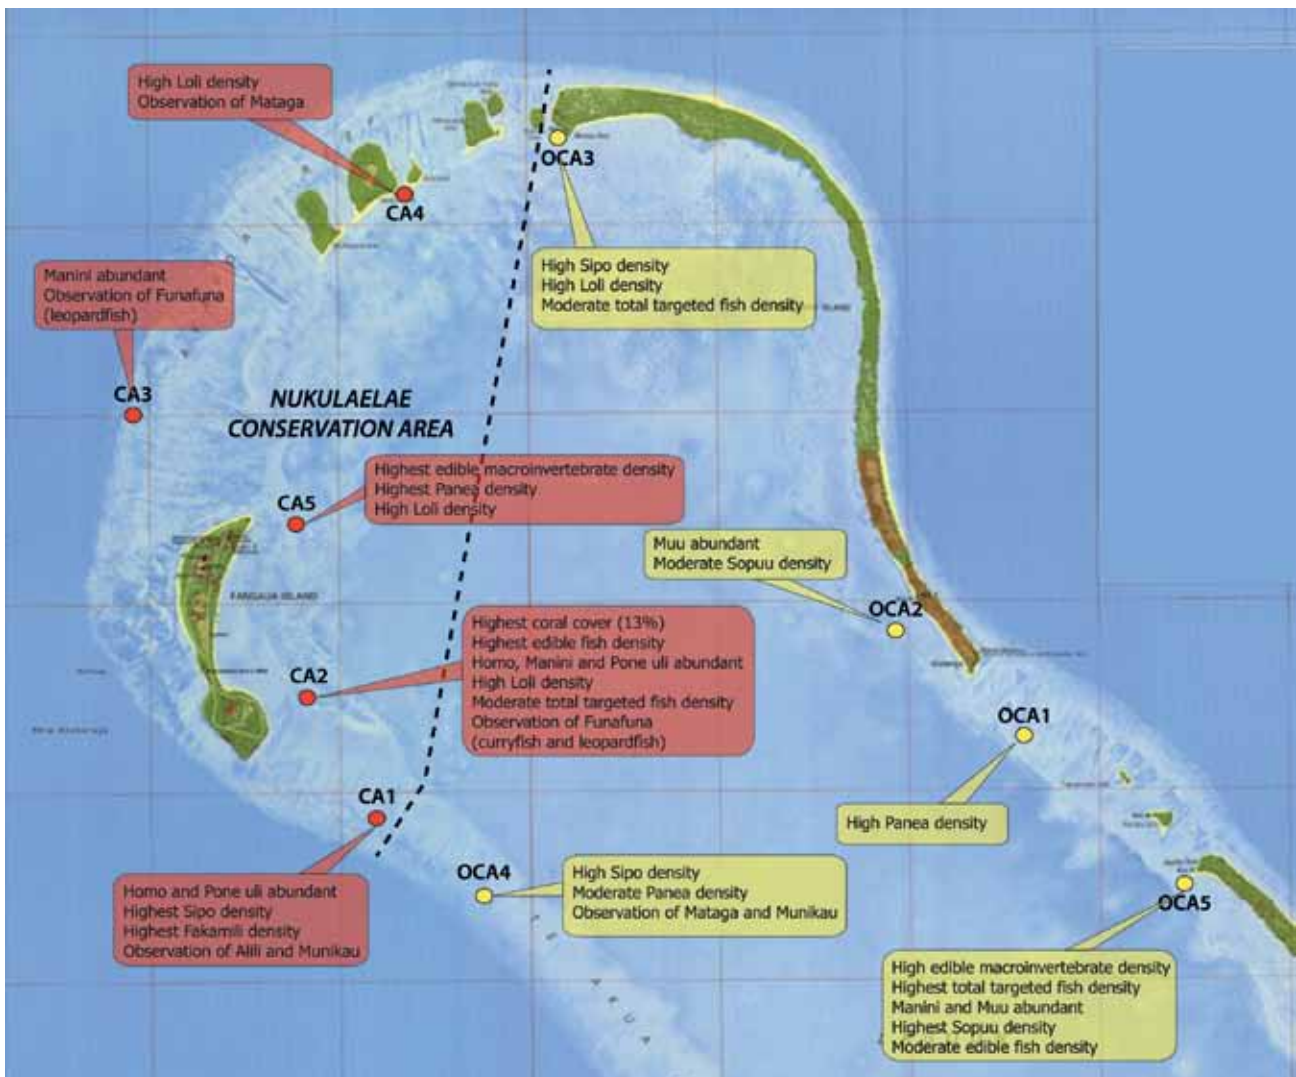 High Loli density
Observation of Mataga
CA4
OCA3
High Sipo density
High Loli density
Moderate total targeted fish density
ISLAND
Manini abundant
Observation of Funafuna
(leopardfish)
CA3
NUKULAELAE
CONSERVATION AREA
Highest edible macroinvertebrate density
Highest Panea density
High Loli density
CA5
FANGAUA ISLAND
Muu abundant
Moderate Sopuu density
OCA2
Highest coral cover (13%)
Highest edible fish density
Homo, Manini and Pone uli abundant
High Loli density
Moderate total targeted fish density
Observation of Funafuna
(curryfish and leopardfish)
CA2
OCA1
High Panea density
CA1
Homo and Pone uli abundant
Highest Sipo density
Highest Fakamili density
Observation of Alili and Munikau
OCA4
High Sipo density
Moderate Panea density
Observation of Mataga and Munikau
OCA5
High edible macroinvertebrate density
Highest total targeted fish density
Manini and Muu abundant
Highest Sopuu density
Moderate edible fish density